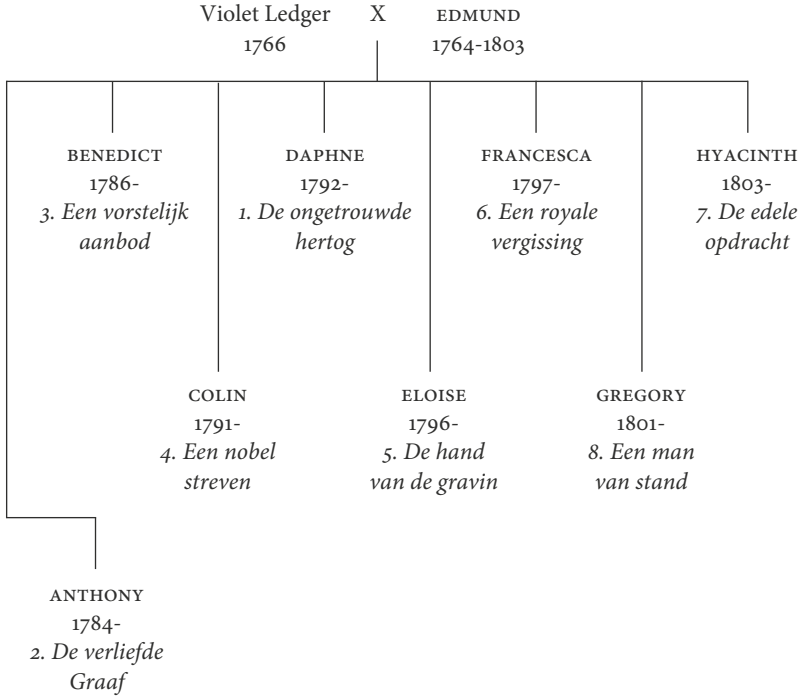 Violet Ledger X EDMUND
1766 1764-1803
BENEDICT
1786-
3. Een vorstelijk
aanbod
DAPHNE
1792-
1. De ongetrouwde
hertog
FRANCESCA
1797-
6. Een royale
vergissing
HYACINTH
1803-
7. De edele
opdracht
COLIN
1791-
4. Een nobel
streven
ELOISE
1796-
5. De hand
van de gravin
GREGORY
1801-
8. Een man
van stand
ANTHONY
1784-
2. De verliefde
Graaf